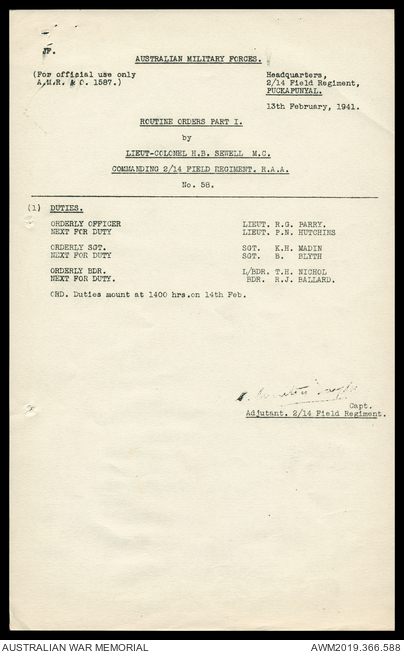 JF.
AUSTRALIAN MILITARY FORCES.
(For official use only
A.M.R. & O. 1587.)
Headquarters,
2/14 Field Regiment,
PUCKAPUNYAL.
13th February, 1941.
ROUTINE ORDERS PART I.
by
LIEUT-COLONEL H.B. SEWELL M.C.
COMMANDING 2/14 FIELD REGIMENT. R.A.A.
No. 58.
(1) DUTIES.
ORDERLY OFFICER LIEUT. R.G. PARRY.
NEXT FOR DUTY LIEUT. P.N. HUTCHINS
ORDERLY SGT. SGT. K.H. MADIN
NEXT FOR DUTY SGT. B. BLYTH
ORDERLY BDR. L/BDR. T.H. NICHOL
NEXT FOR DUTY. BDR. R.J. BALLARD.
ORD. Duties mount at 1400 hrs.on 14th Feb.
Capt.
Adjutant. 2/14 Field Regiment.
AUSTRALIAN WAR MEMORIAL AWM2019.366.588